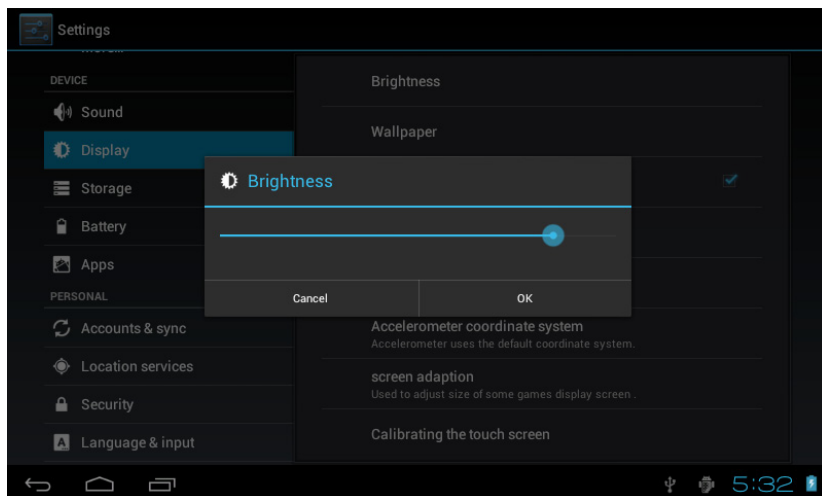 Settings
DEVICE
Sound
Display
Storage
Battery
Apps
PERSONAL
Accounts & sync
Location services
Security
Language & input
Brightness
Wallpaper
Brightness
Cancel
OK
Accelerometer coordinate system
Accelerometer uses the default coordinate system.
screen adaption
Used to adjust size of some games display screen .
Calibrating the touch screen
5:32